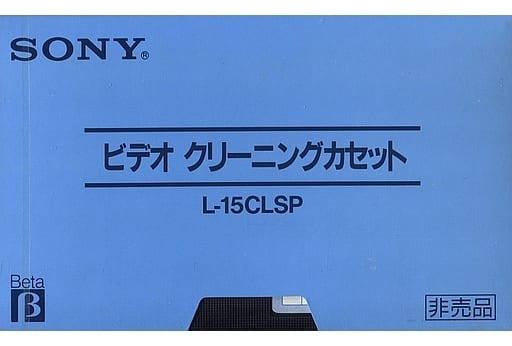 SONY®
ビデオ クリーニングカセット
L-15CLSP
Beta
β
非売品